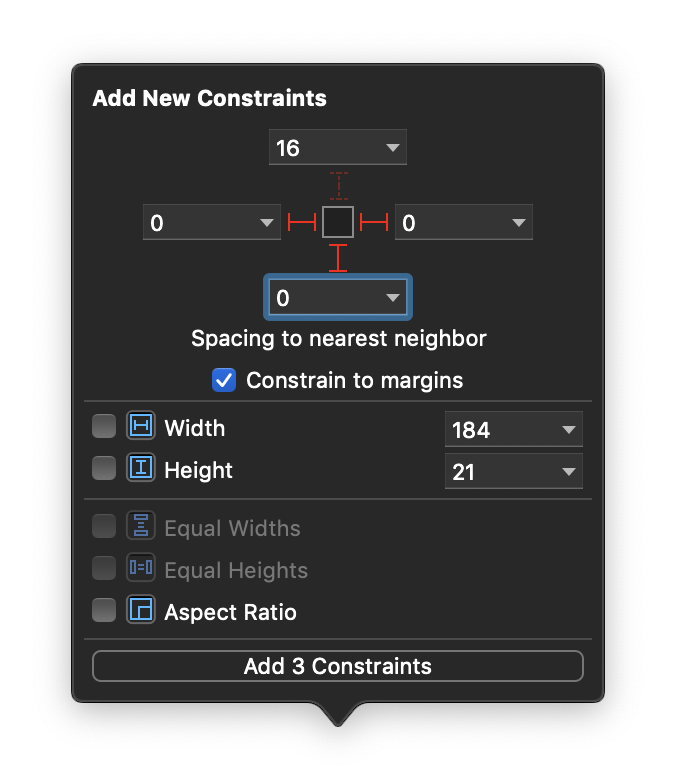 Add New Constraints
16
0
0
0
Spacing to nearest neighbor
Constrain to margins
Width
184
Height
21
Equal Widths
Equal Heights
Aspect Ratio
Add 3 Constraints